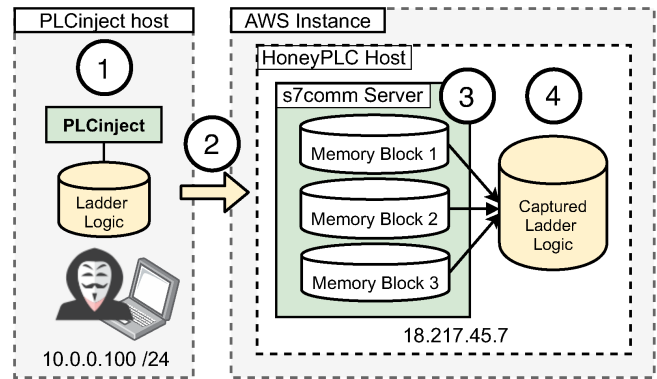 PLCinject host
AWS Instance
1
HoneyPLC Host
s7comm Server
3
4
PLCinject
2
Memory Block 1
Ladder
Logic
Memory Block 2
Captured
Ladder
Logic
Memory Block 3
18.217.45.7
10.0.0.100 /24